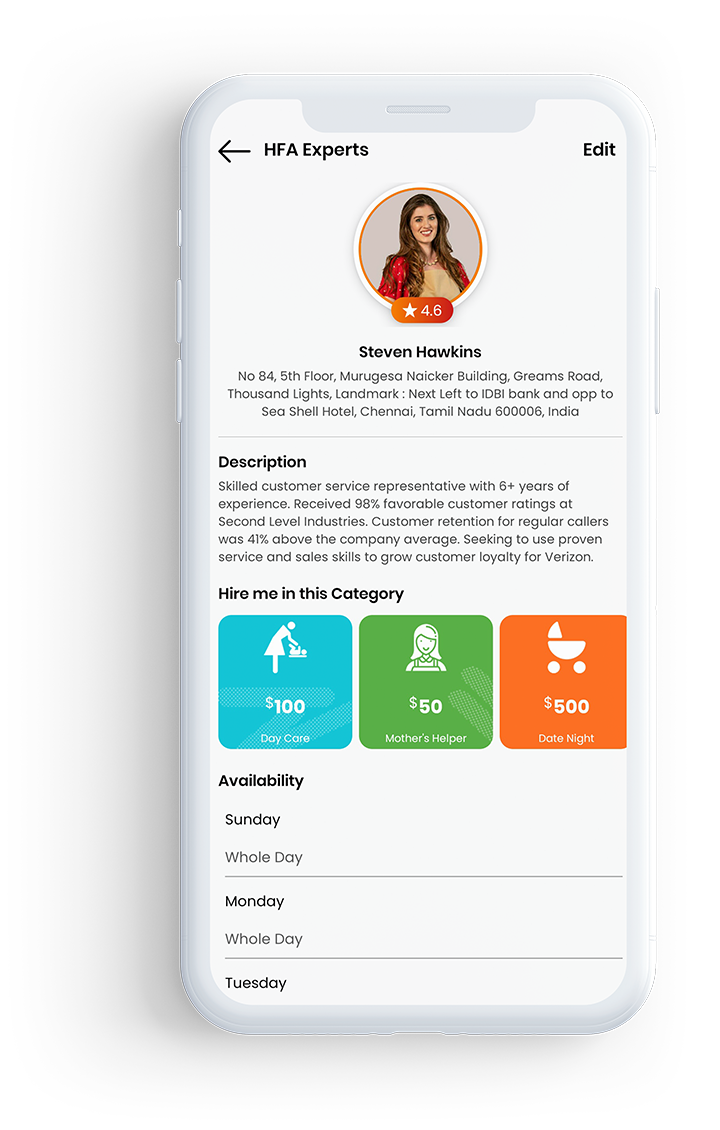 HFA Experts
Edit
4.6
Steven Hawkins
No 84, 5th Floor, Murugesa Naicker Building, Greams Road,
Thousand Lights, Landmark : Next Left to IDBI bank and opp to
Sea Shell Hotel, Chennai, Tamil Nadu 600006, India
Description
Skilled customer service representative with 6+ years of
experience. Received 98% favorable customer ratings at
Second Level Industries. Customer retention for regular callers
was 41% above the company average. Seeking to use proven
service and sales skills to grow customer loyalty for Verizon.
Hire me in this Category
$100
Day Care
$50
Mother's Helper
$500
Date Night
Availability
Sunday
Whole Day
Monday
Whole Day
Tuesday